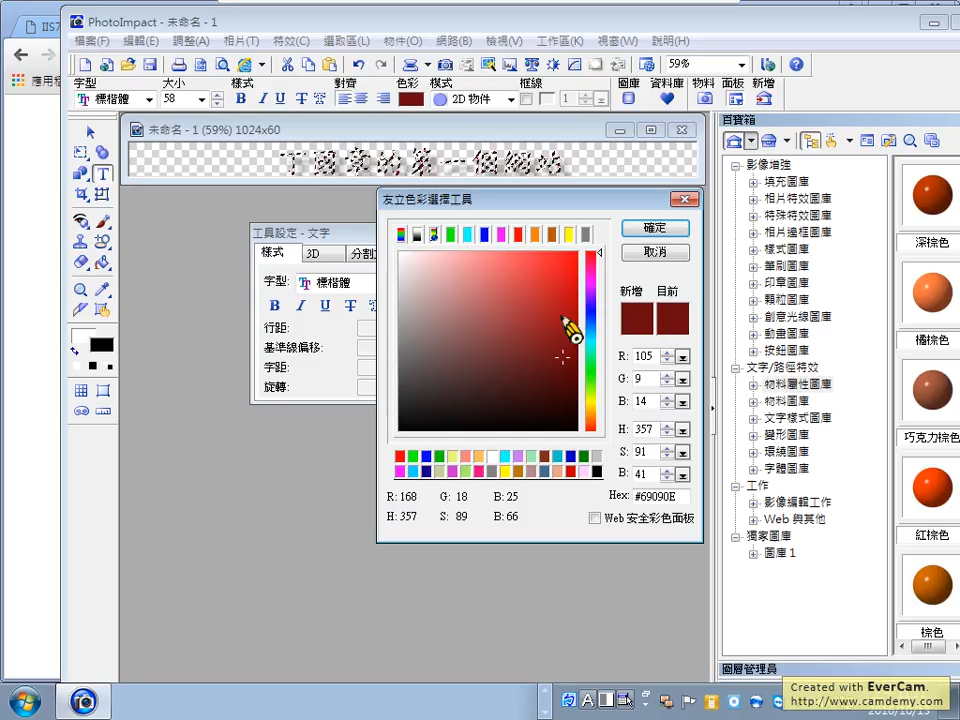 IIS7
PhotoImpact - 未命名 - 1
檔案(F) 編輯(E) 調整(A) 相片(T) 特效(C) 選取區(L) 物件(O) 網路(B) 檢視(V) 工作區(K) 視窗(W) 說明(H)
59%
字型 大小 樣式 對齊 色彩 模式 框線 圖庫 資料庫 物料 面板 新增
標楷體 58 B I U T 2D 物件 1
應用程
未命名 - 1 (59%) 1024x60
丁國章的第一個網站
百寶箱
影像增強
填充圖庫
相片特效圖庫
特殊特效圖庫
相片邊框圖庫
樣式圖庫
筆刷圖庫
印章圖庫
顆粒圖庫
創意光線圖庫
動畫圖庫
按鈕圖庫
文字/路徑特效
物料屬性圖庫
物料圖庫
文字樣式圖庫
變形圖庫
環境圖庫
字體圖庫
工作
影像編輯工作
Web 與其他
獨家圖庫
圖庫 1
深棕色
橘棕色
巧克力棕色
紅棕色
棕色
圖層管理員
工具設定 - 文字
樣式 3D 分割
字型: 標楷體
B I U T
行距:
基準線偏移:
字距:
旋轉:
友立色彩選擇工具
確定
取消
新增 目前
R: 105
G: 9
B: 14
H: 357
S: 91
B: 41
Hex: #69090E
R: 168 G: 18 B: 25
H: 357 S: 89 B: 66
Web 安全彩色面板
Created with EverCam.
http://www.camdemy.com